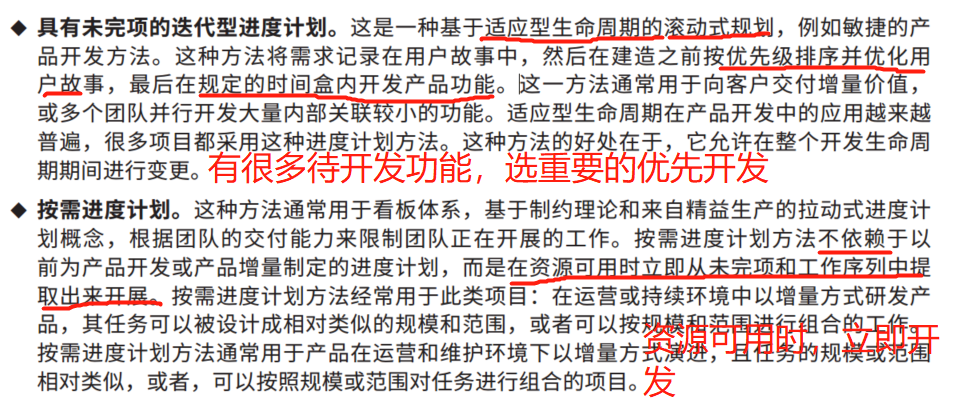 ◆ 具有未完项的迭代型进度计划。这是一种基于适应型生命周期的滚动式规划，例如敏捷的产
品开发方法。这种方法将需求记录在用户故事中，然后在建造之前按优先级排序并优化用
户故事，最后在规定的时间盒内开发产品功能。这一方法通常用于向客户交付增量价值，
或多个团队并行开发大量内部关联较小的功能。适应型生命周期在产品开发中的应用越来越
普遍，很多项目都采用这种进度计划方法。这种方法的好处在于，它允许在整个开发生命周
期期间进行变更。
有很多待开发功能，选重要的优先开发
◆ 按需进度计划。这种方法通常用于看板体系，基于制约理论和来自精益生产的拉动式进度计
划概念，根据团队的交付能力来限制团队正在开展的工作。按需进度计划方法不依赖于以
前为产品开发或产品增量制定的进度计划，而是在资源可用时立即从未完项和工作序列中提
取出来开展。按需进度计划方法经常用于此类项目：在运营或持续环境中以增量方式研发产
品，其任务可以被设计成相对类似的规模和范围，或者可以按规模和范围进行组合的工作。
按需进度计划方法通常用于产品在运营和维护环境下以增量方式演进，且任务的规模或范围
相对类似，或者，可以按照规模或范围对任务进行组合的项目。
资源可用时，立即开
发